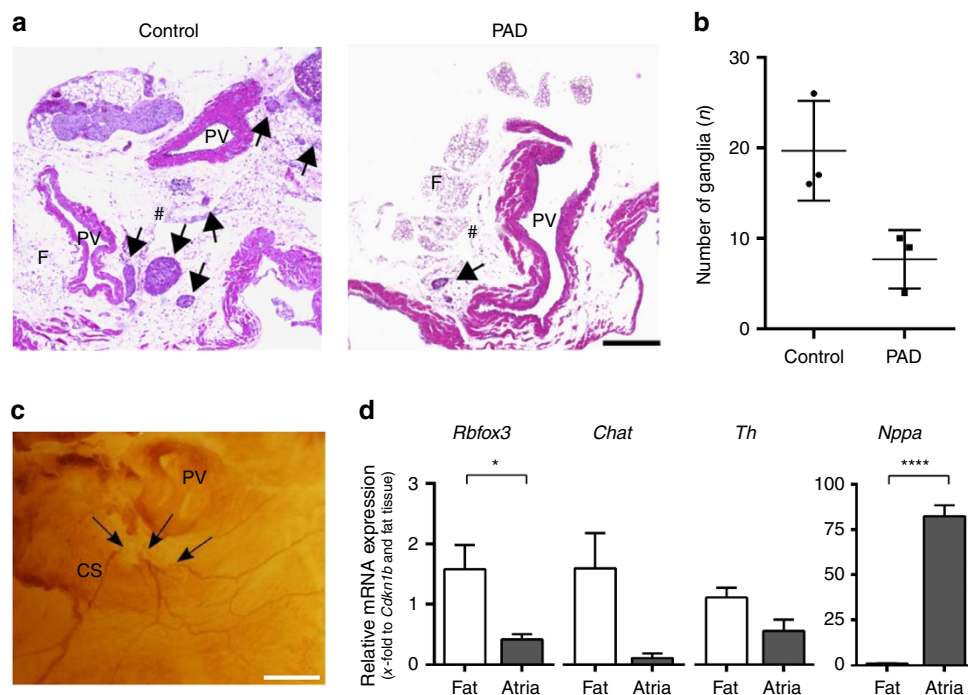 a
Control
PAD
PV
PV
F
#
F
#
PV
b
Number of ganglia (n)
30
20
10
0
Control
PAD
c
PV
CS
d
Relative mRNA expression
(x-fold to Cdkn1b and fat tissue)
Rbfox3
Chat
Th
Nppa
*
****
3
2
1
0
100
75
50
25
0
Fat
Atria
Fat
Atria
Fat
Atria
Fat
Atria